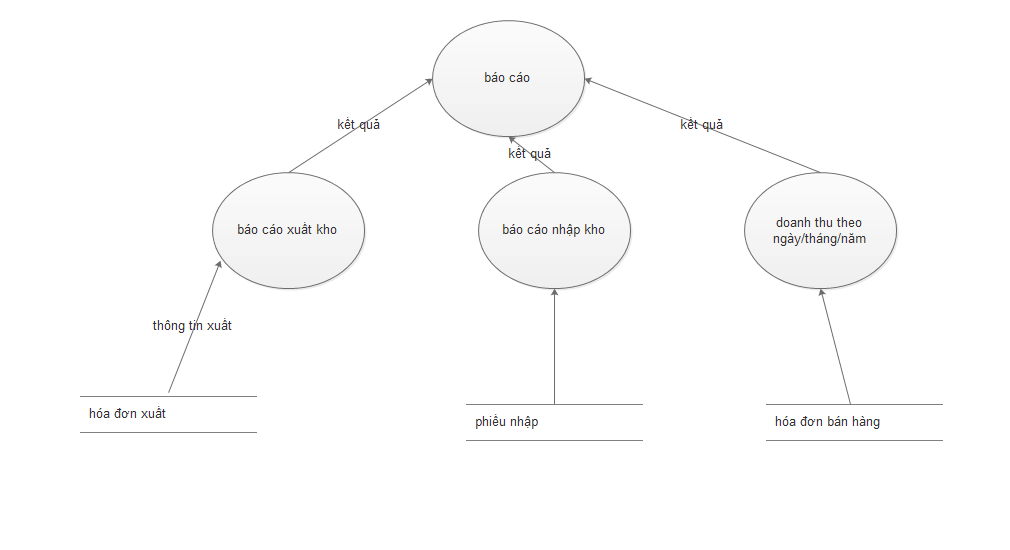 báo cáo
kết quả
kết quả
kết quả
báo cáo xuất kho
báo cáo nhập kho
doanh thu theo
ngày/tháng/năm
thông tin xuất
hóa đơn xuất
phiếu nhập
hóa đơn bán hàng